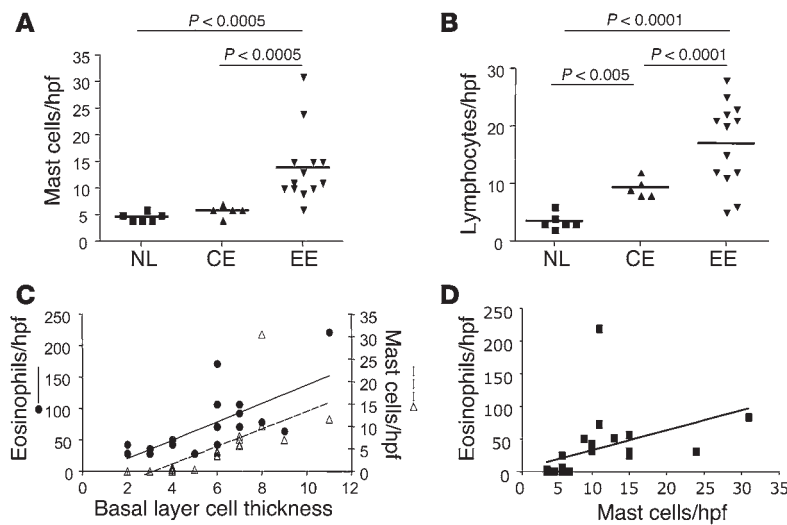 A
P < 0.0005
P < 0.0005
Mast cells/hpf
35
30
25
20
15
10
5
0
NL CE EE
B
P < 0.0001
P < 0.005
P < 0.0001
Lymphocytes/hpf
30
20
10
0
NL CE EE
C
Eosinophils/hpf
250
200
150
100
50
0
35
30
25
20
15
10
5
0
Mast cells/hpf
0 2 4 6 8 10 12
Basal layer cell thickness
D
Eosinophils/hpf
250
200
150
100
50
0
0 5 10 15 20 25 30 35
Mast cells/hpf